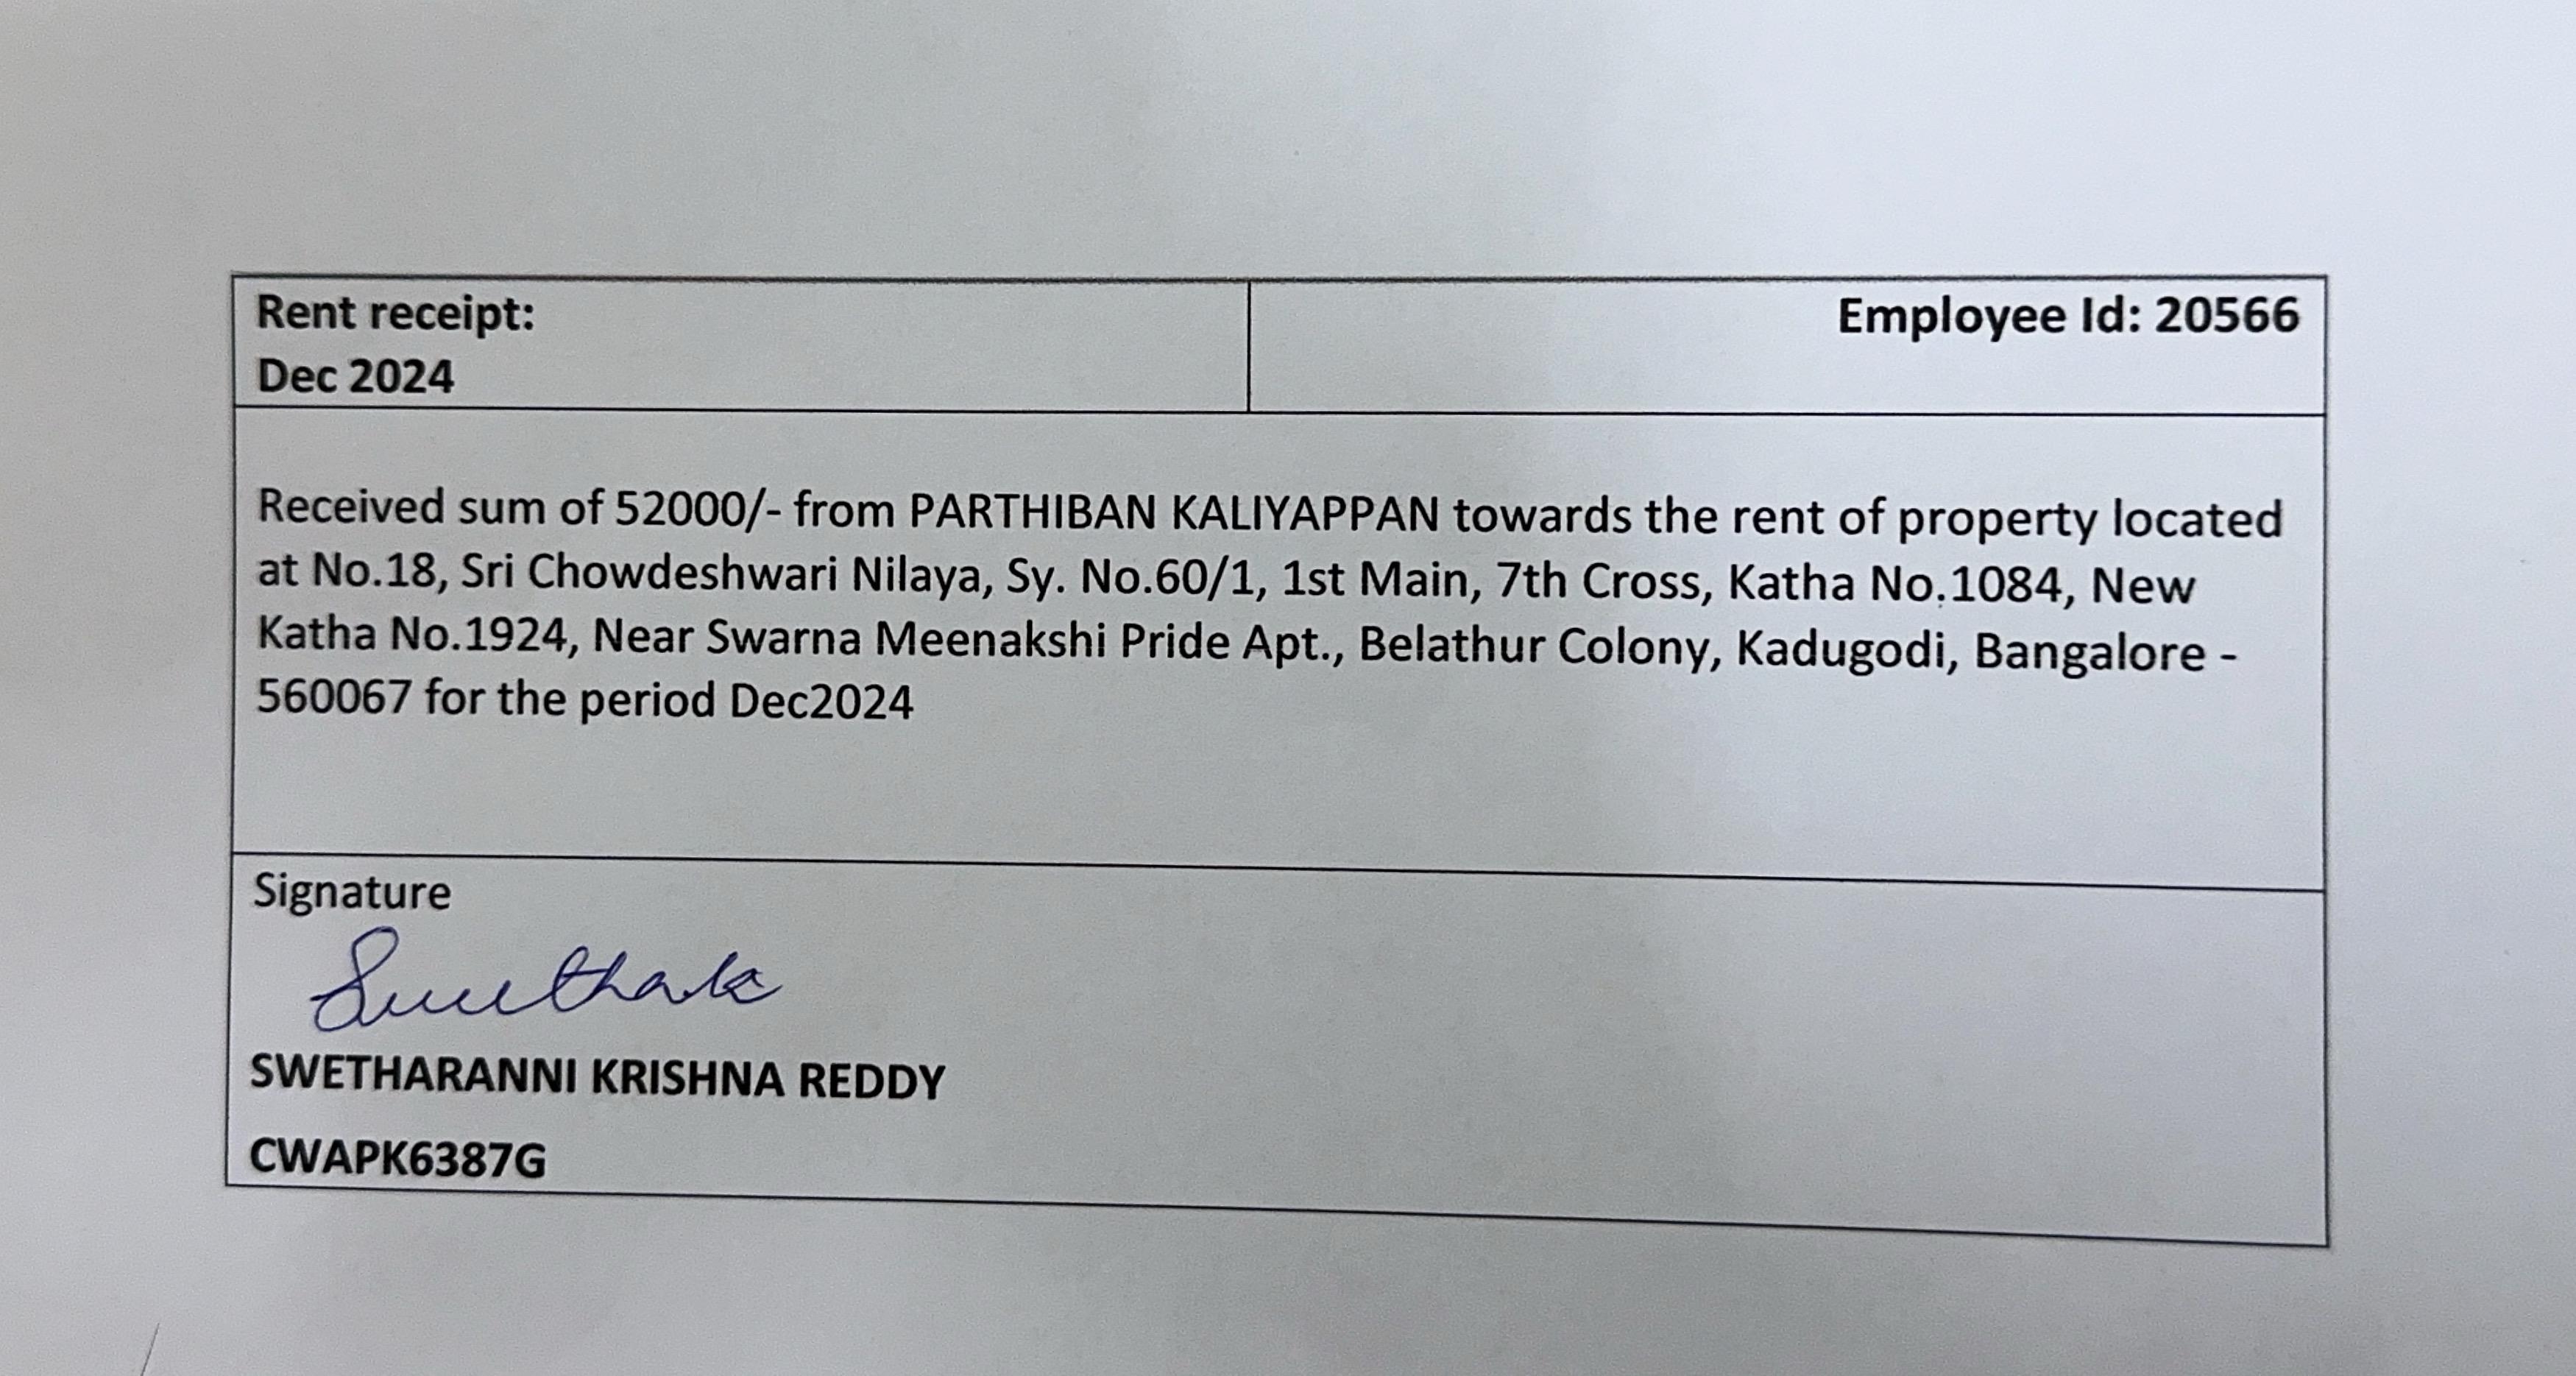 Rent receipt:
Dec 2024
Employee Id: 20566
Received sum of 52000/- from PARTHIBAN KALIYAPPAN towards the rent of property located
at No.18, Sri Chowdeshwari Nilaya, Sy. No.60/1, 1st Main, 7th Cross, Katha No.1084, New
Katha No.1924, Near Swarna Meenakshi Pride Apt., Belathur Colony, Kadugodi, Bangalore -
560067 for the period Dec2024
Signature
Swethak
SWETHARANNI KRISHNA REDDY
CWAPK6387G